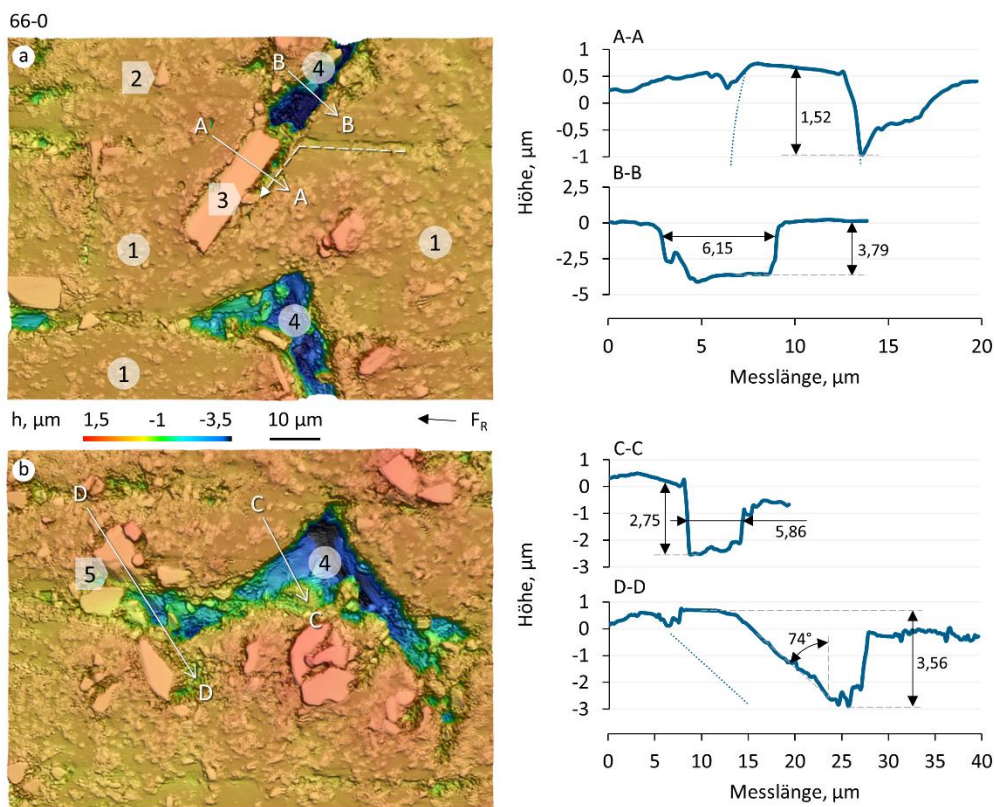 66-0
a
2
B
4
B
A
3
A
1
1
4
1
h, µm 1,5 -1 -3,5 10 µm F_R
b
D
C
4
5
C
D
A-A
1
0,5
0
-0,5
-1
1,52
B-B
2,5
0
-2,5
-5
6,15
3,79
Höhe, µm
0 5 10 15 20
Messlänge, µm
C-C
1
0
-1
-2
-3
2,75
5,86
D-D
1
0
-1
-2
-3
74°
3,56
Höhe, µm
0 5 10 15 20 25 30 35 40
Messlänge, µm